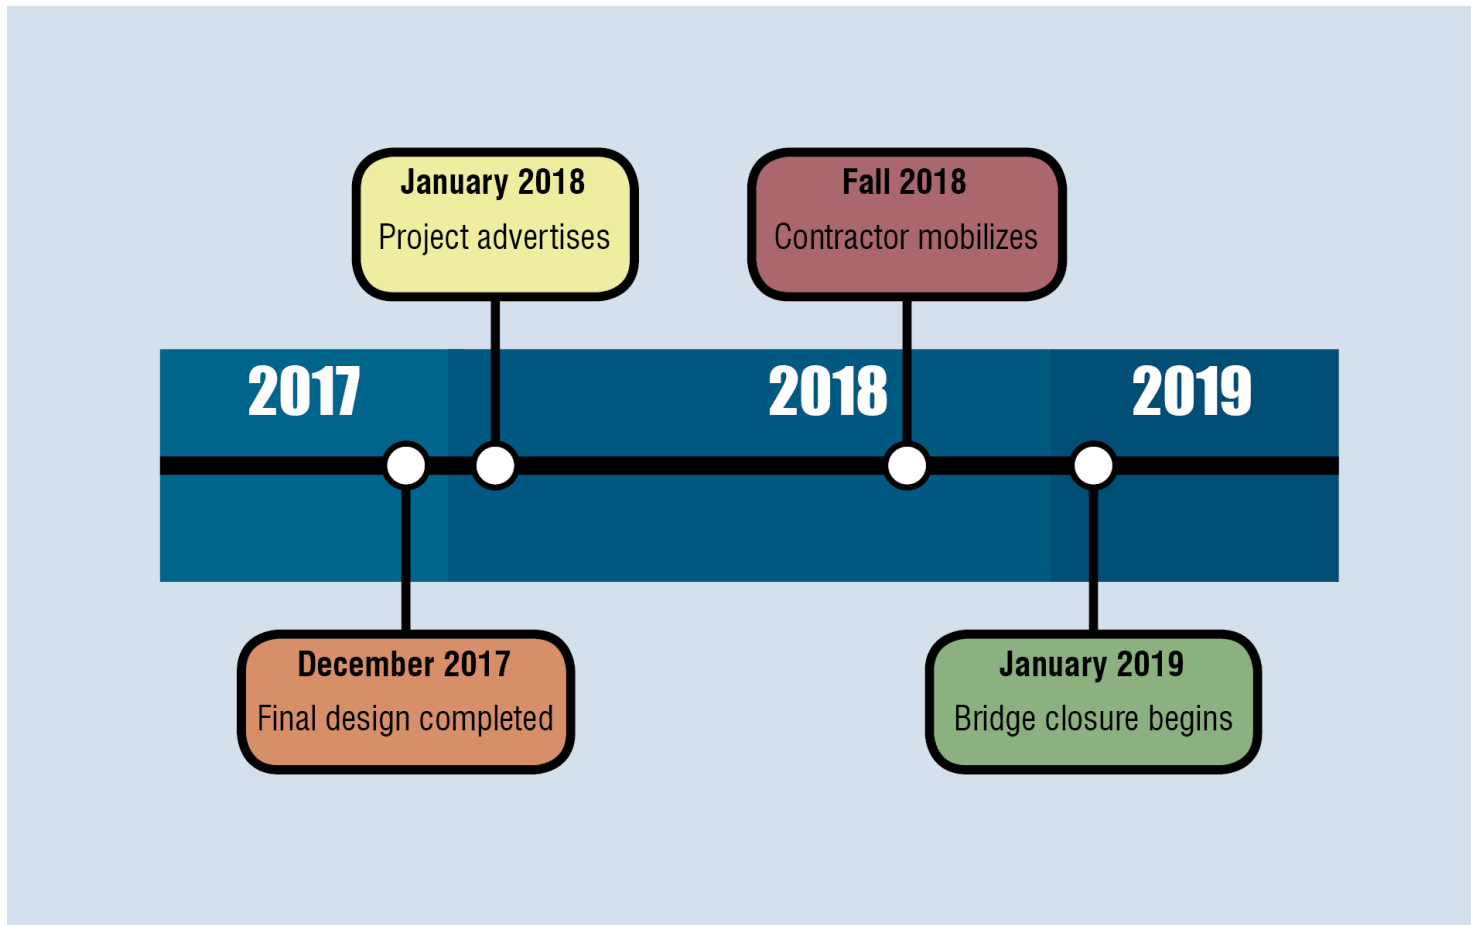 January 2018
Project advertises
Fall 2018
Contractor mobilizes
2017
2018
2019
December 2017
Final design completed
January 2019
Bridge closure begins